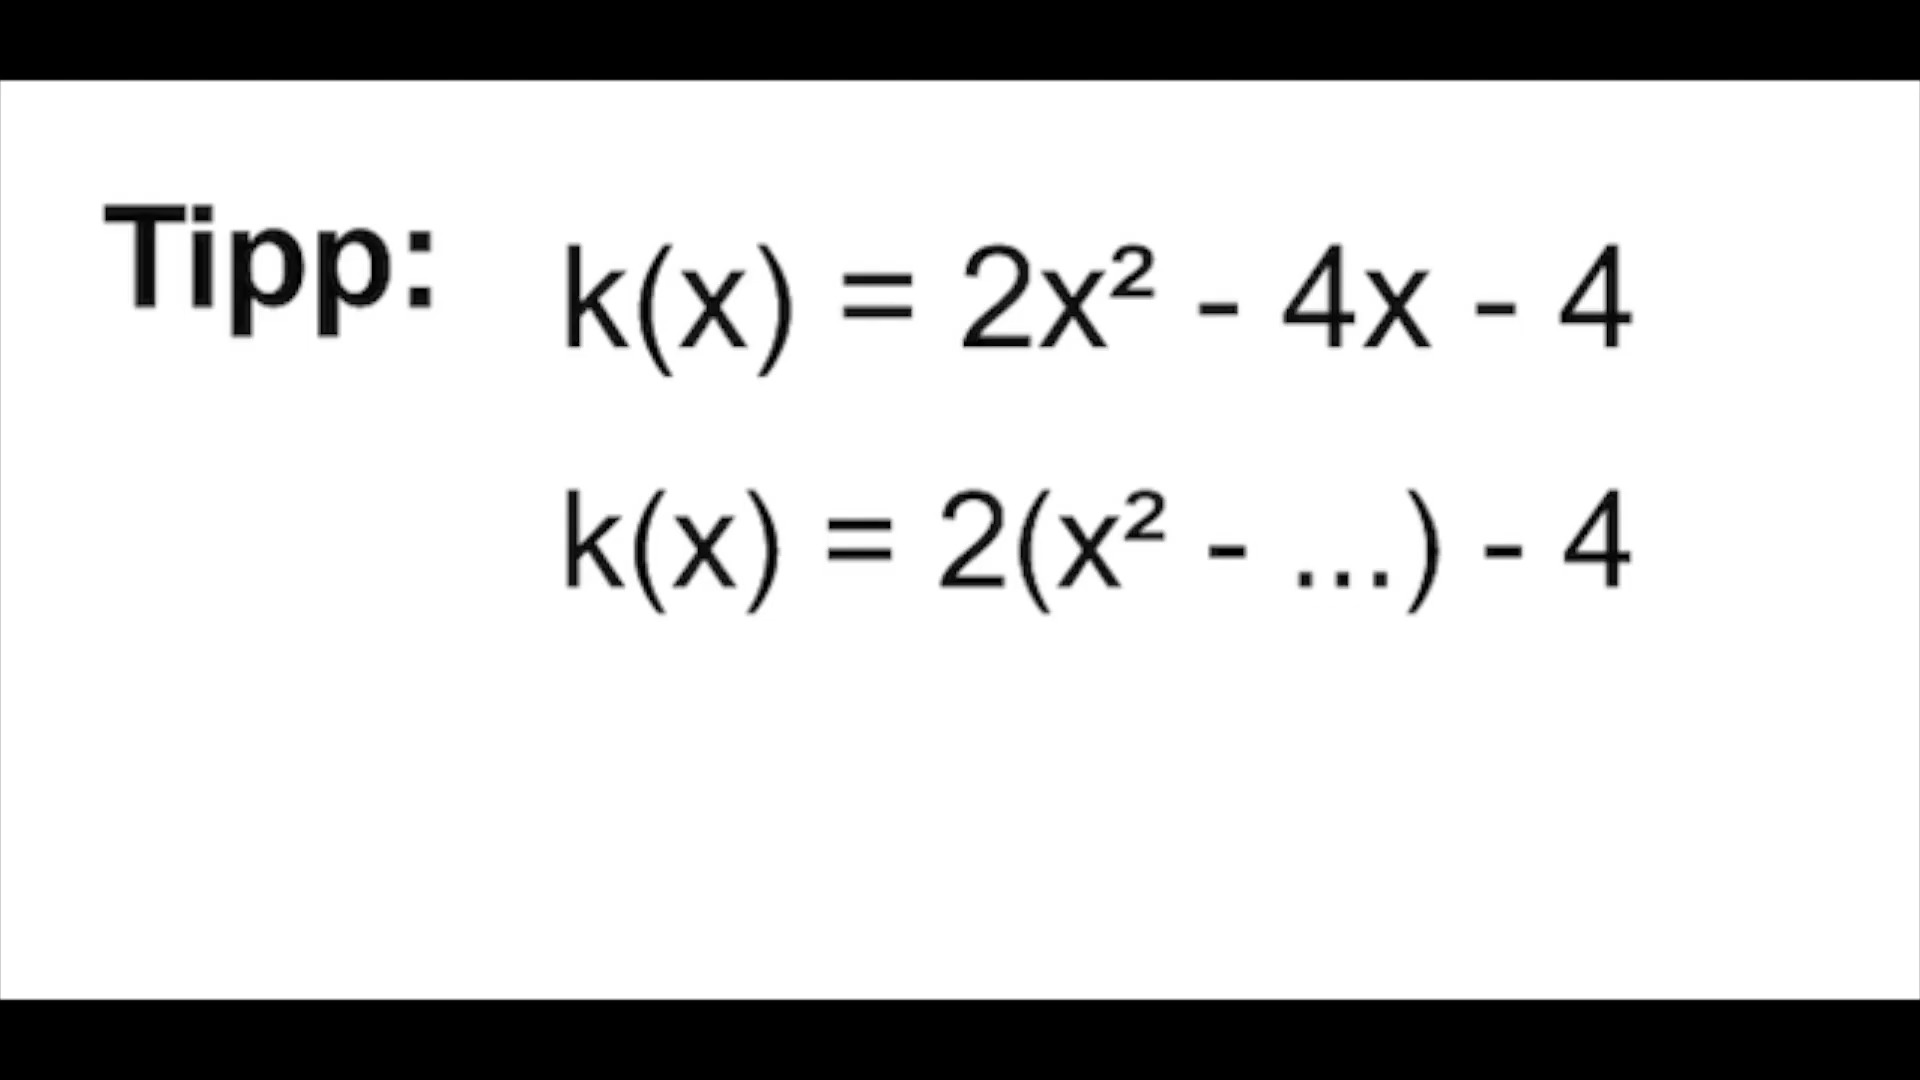 Tipp: k(x) = 2x² - 4x - 4
k(x) = 2(x² - ...) - 4